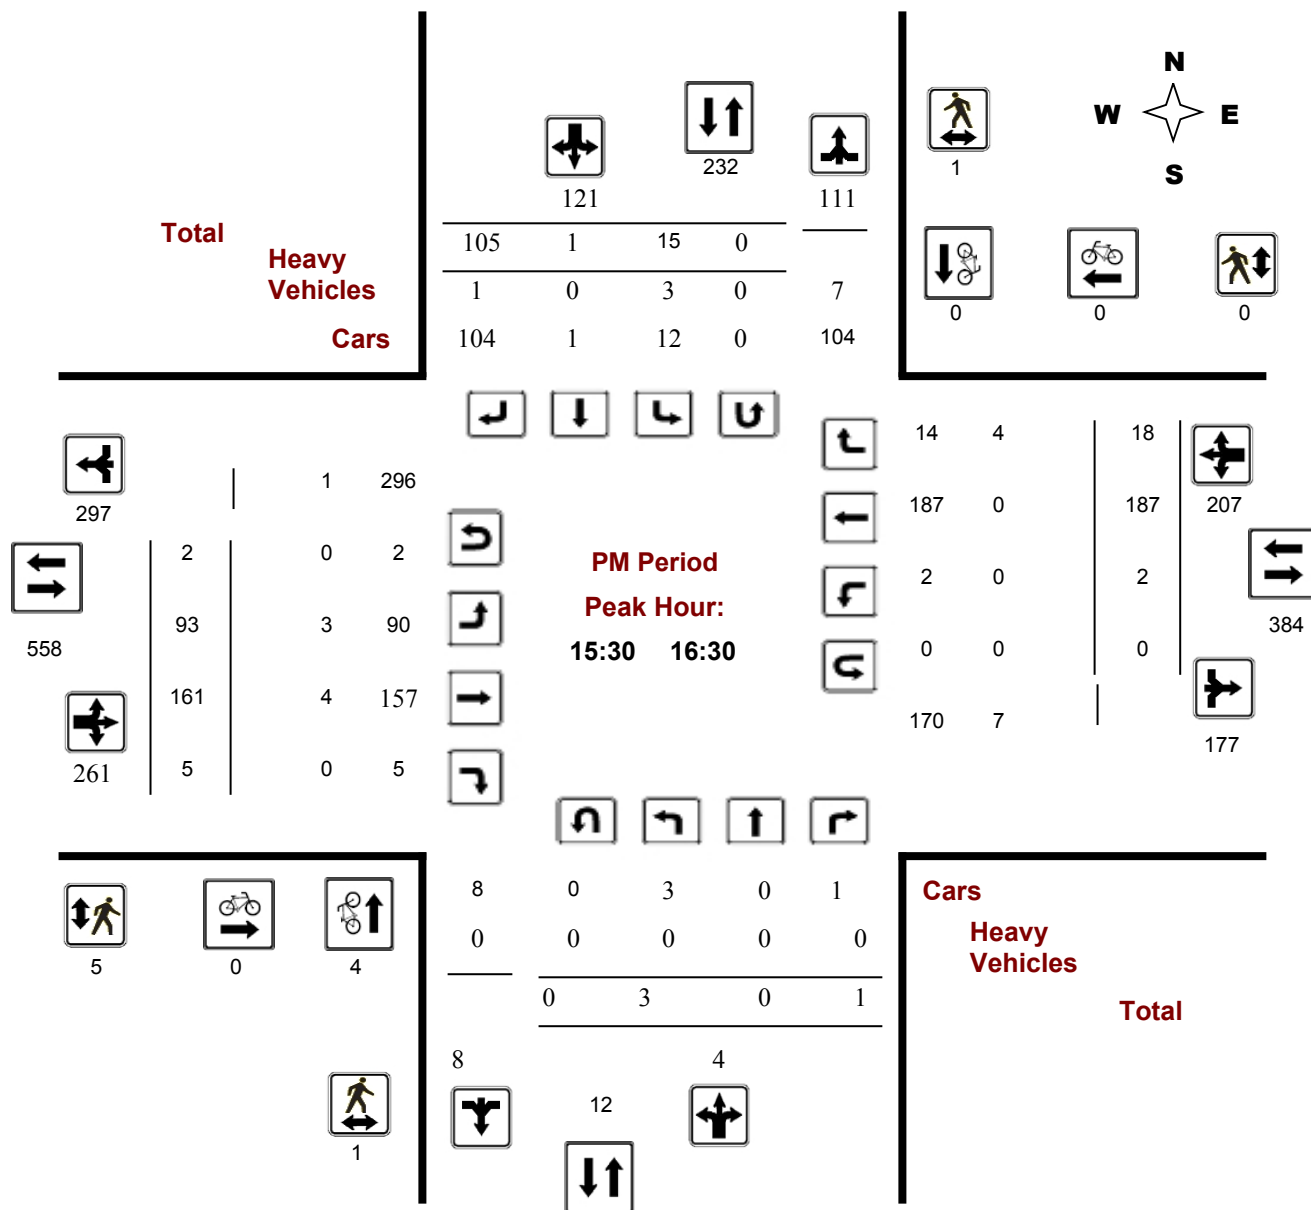 N
W E
S
232
1
121 111
Total 105 1 15 0
Heavy
Vehicles 1 0 3 0 7
0 0 0
Cars 104 1 12 0 104
14 4 18
1 296
297
187 0 187 207
2 0 2
PM Period
2 0 2
Peak Hour:
93 3 90 384
558 15:30 16:30 0 0 0
161 4 157
170 7
177
261 5 0 5
8 0 3 0 1 Cars
0 0 0 0 0 Heavy
Vehicles
5 0 4
0 3 0 1 Total
8 4
12
1